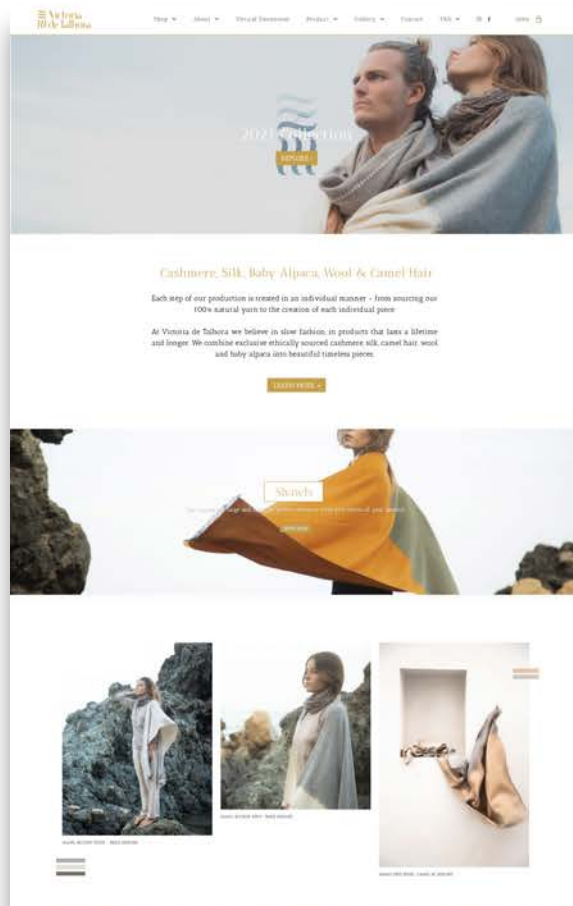 Victoria
de Talhora
Shop About Virtual Showroom Product Gallery Contact
2021 Collection
EXPLORE
Cashmere, Silk, Baby Alpaca, Wool & Camel Hair
Each step of our production is treated in an individual manner - from sourcing our
100% natural yarn to the creation of each individual piece
At Victoria de Talhora we believe in slow fashion, in products that lasts a lifetime
and longer. We combine exclusive ethically sourced cashmere, silk, camel hair, wool
and baby alpaca into beautiful timeless pieces
LEARN MORE »
Shawls